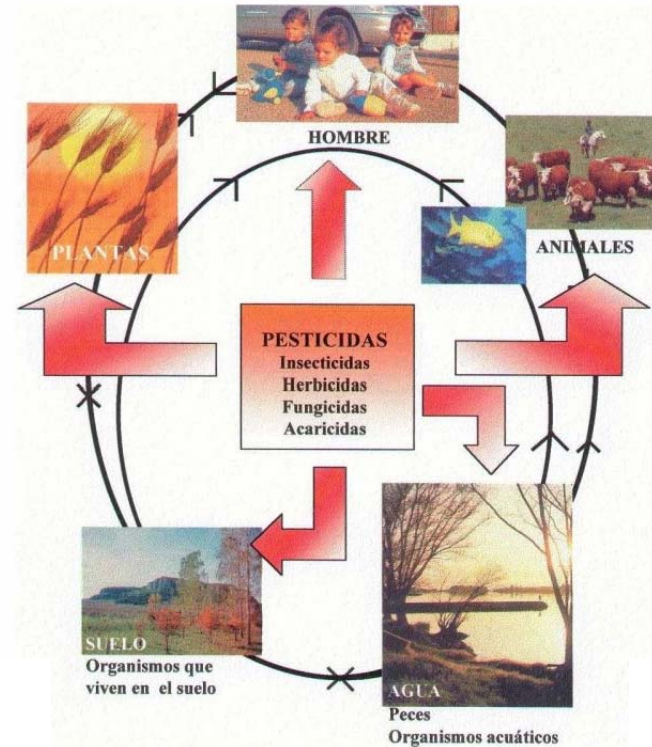 HOMBRE
PLANTAS
ANIMALES
PESTICIDAS
Insecticidas
Herbicidas
Fungicidas
Acaricidas
SUELO
Organismos que
viven en el suelo
AGUA
Peces
Organismos acuáticos